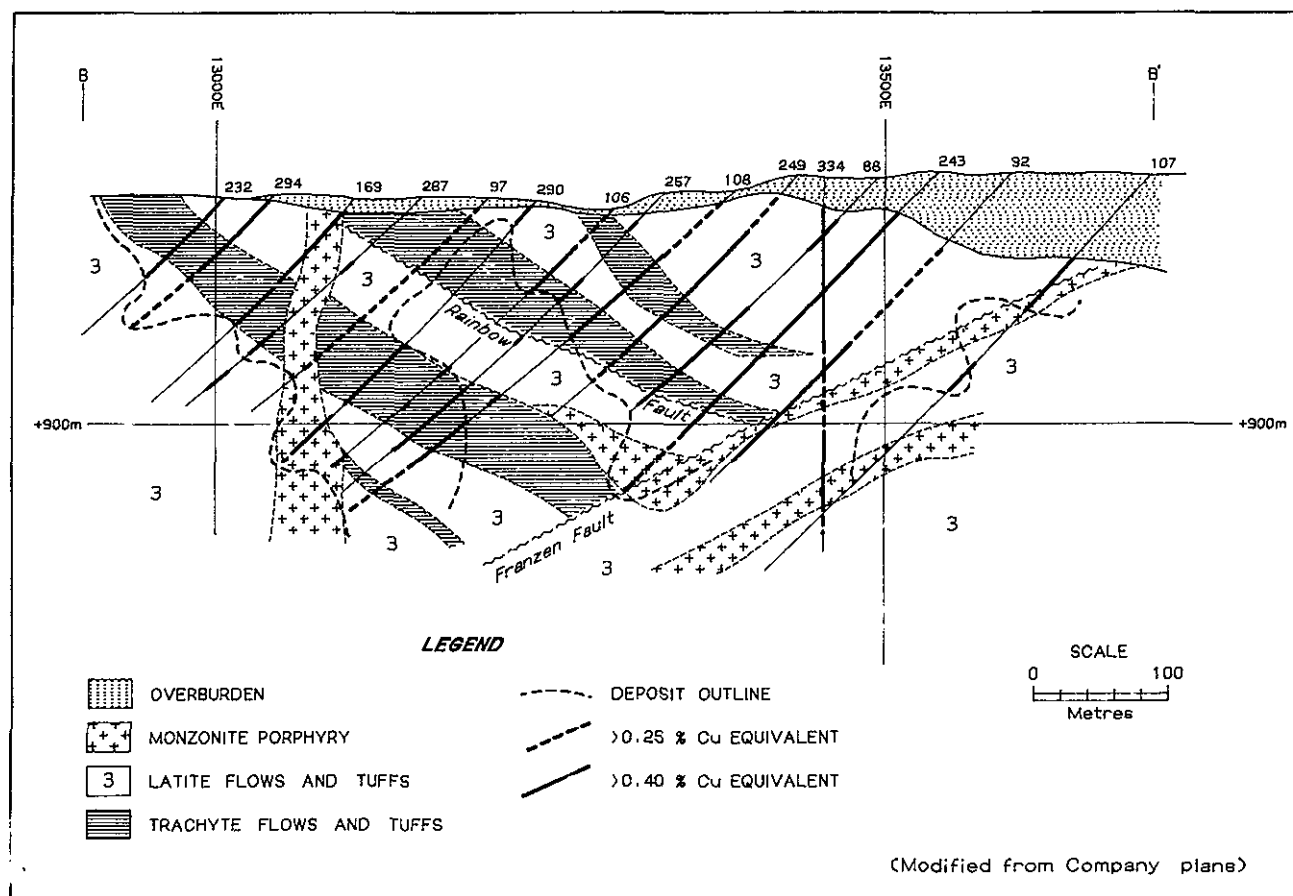 B
13000E
13500E
B'
232 294 169 287 97 290 106 257 108 249 334 88 243 92 107
3
3
3
3
Rainbow
3
3
3
Fault
+900m
+900m
3
3
3
3
Franzen Fault
3
LEGEND
OVERBURDEN
MONZONITE PORPHYRY
3 LATITE FLOWS AND TUFFS
TRACHYTE FLOWS AND TUFFS
DEPOSIT OUTLINE
>0.25 % Cu EQUIVALENT
>0.40 % Cu EQUIVALENT
SCALE
0 100
Metres
(Modified from Company plans)